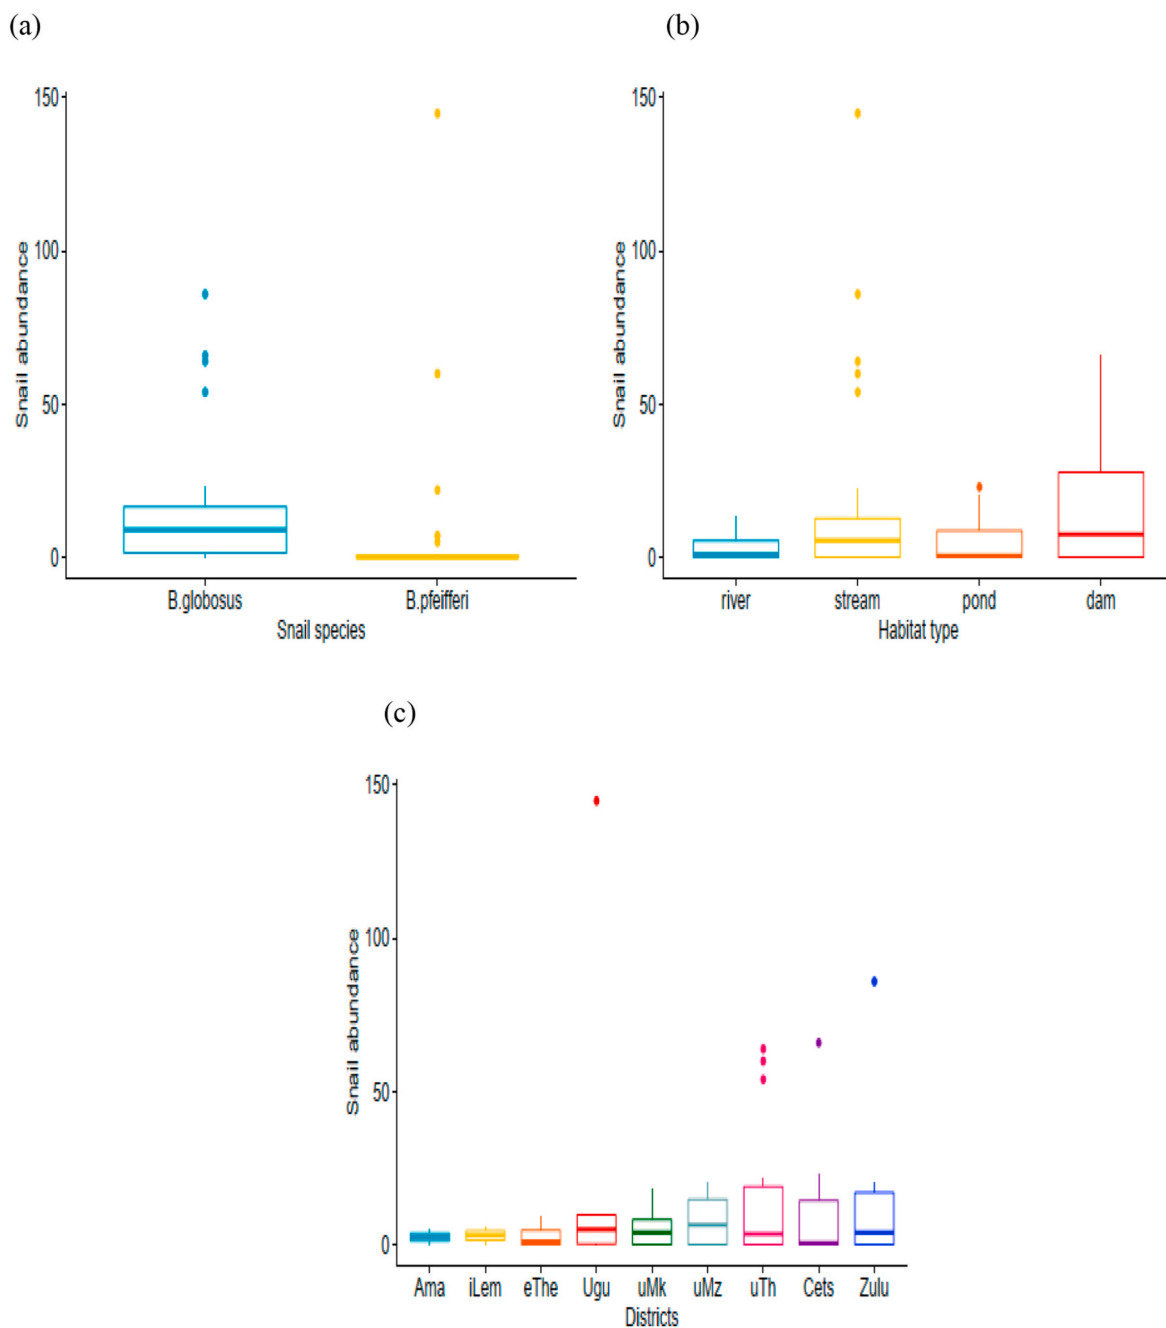 (a)
150
100
50
0
Snail abundance
B.globosus B.pfeifferi
Snail species
(b)
150
100
50
0
Snail abundance
river stream pond dam
Habitat type
(c)
150
100
50
0
Snail abundance
Ama iLem eThe Ugu uMk uMz uTh Cets Zulu
Districts